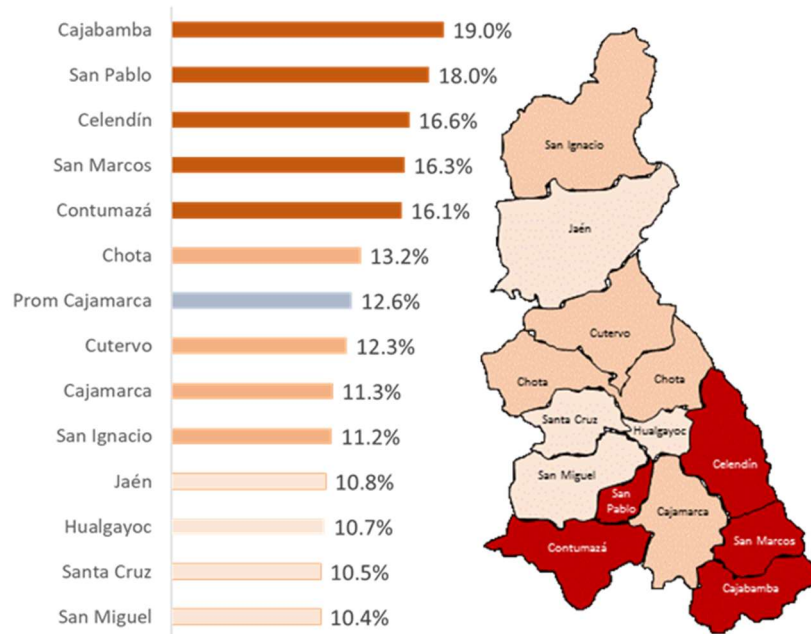 Cajabamba 19.0%
San Pablo 18.0%
Celendín 16.6%
San Marcos 16.3%
Contumazá 16.1%
Chota 13.2%
Prom Cajamarca 12.6%
Cutervo 12.3%
Cajamarca 11.3%
San Ignacio 11.2%
Jaén 10.8%
Hualgayoc 10.7%
Santa Cruz 10.5%
San Miguel 10.4%
San Ignacio
Jaén
Cutervo
Chota
Chota
Santa Cruz
Hualgayoc
Celendín
San Miguel
San
Pablo
Cajamarca
Contumazá
San Marcos
Cajabamba